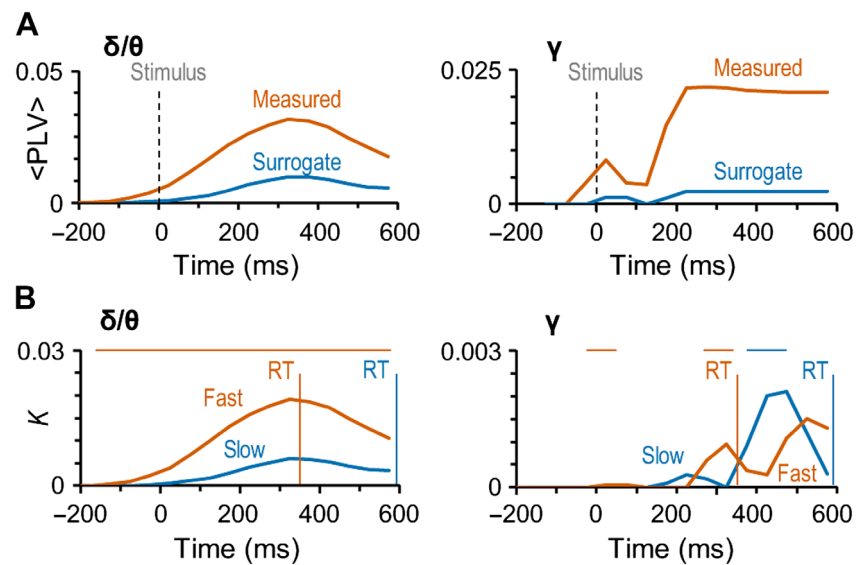 A
δ/θ
γ
0.05
Stimulus
Measured
Surrogate
<PLV>
0
−200 0 200 400 600
Time (ms)
0.025
Stimulus
Measured
Surrogate
0
−200 0 200 400 600
Time (ms)
B
δ/θ
γ
0.03
RT
RT
Fast
Slow
K
0
−200 0 200 400 600
Time (ms)
0.003
RT
RT
Slow
Fast
0
−200 0 200 400 600
Time (ms)